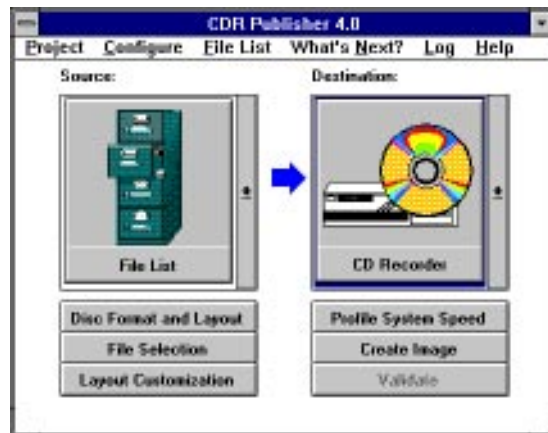 CDR Publisher 4.0
Project Configure File List What's Next? Log Help
Source: Destination:
File List CD Recorder
Disc Format and Layout Profile System Speed
File Selection Create Image
Layout Customization Validate